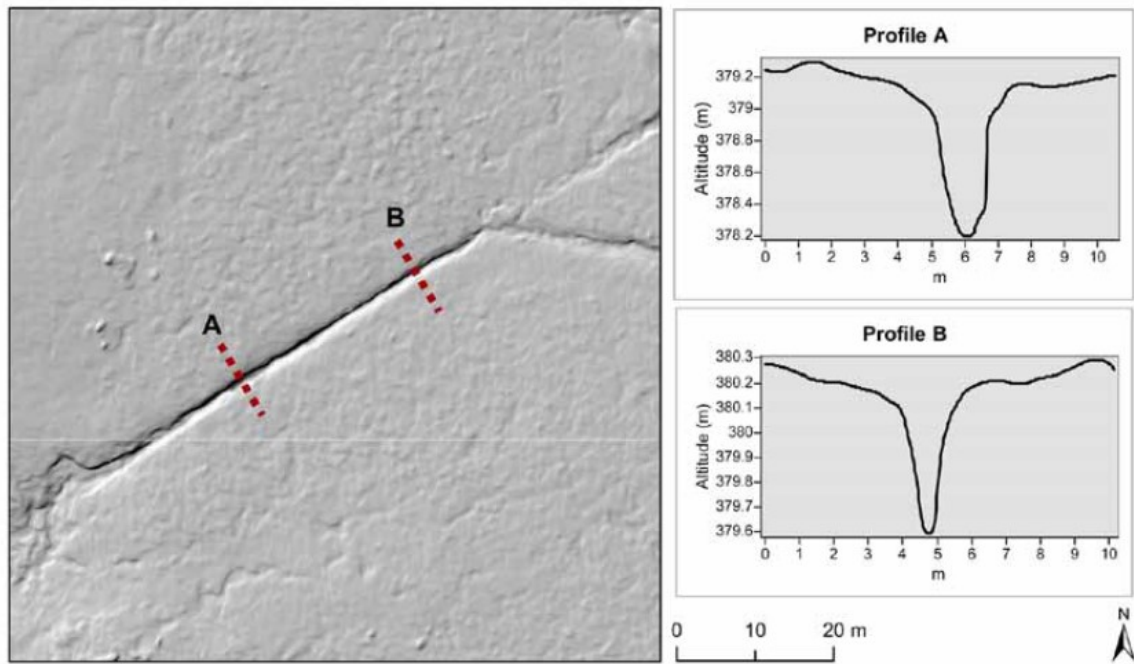 B
A
Profile A
Altitude (m)
379.2
379
378.8
378.6
378.4
378.2
0 1 2 3 4 5 6 7 8 9 10
m
Profile B
Altitude (m)
380.3
380.2
380.1
380
379.9
379.8
379.7
379.6
0 1 2 3 4 5 6 7 8 9 10
m
0 10 20 m
N